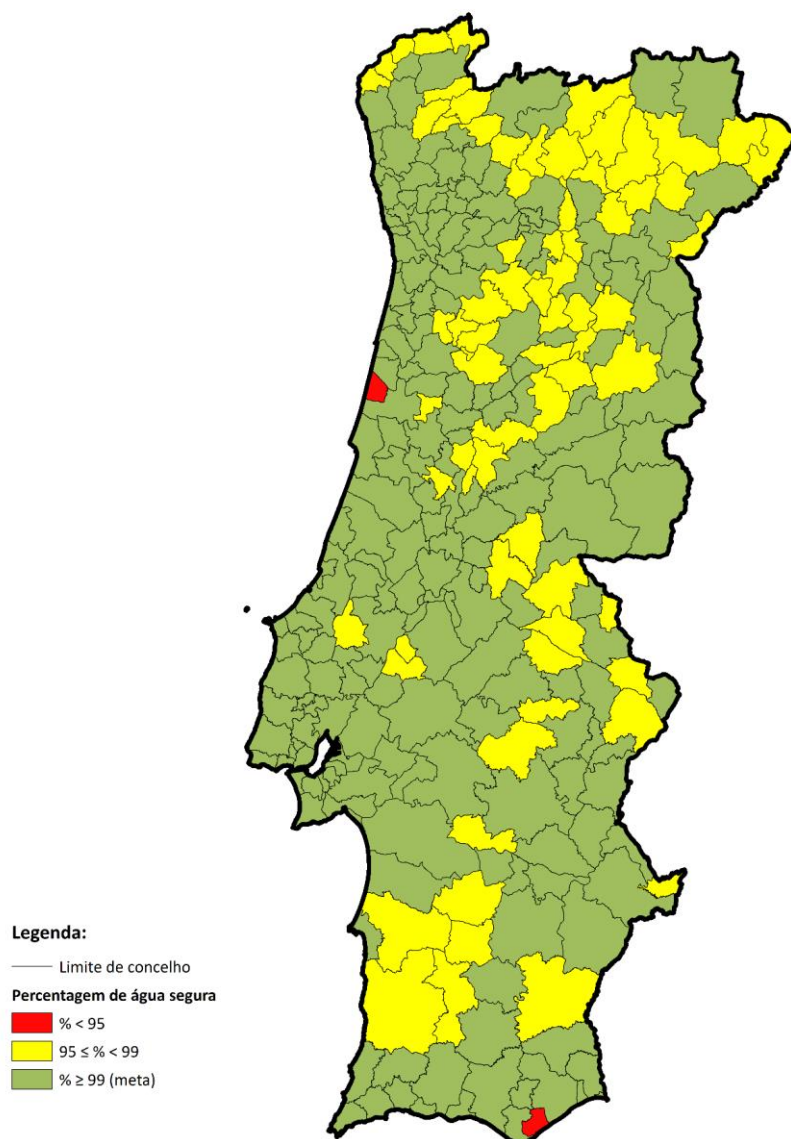 Legenda:
Limite de concelho
Percentagem de água segura
% < 95
95 ≤ % < 99
% ≥ 99 (meta)